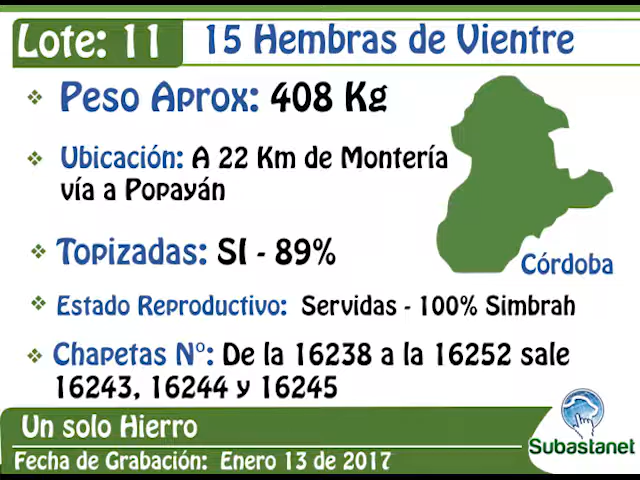 Lote: 11
15 Hembras de Vientre
Peso Aprox: 408 Kg
Ubicación: A 22 Km de Montería
vía a Popayán
Topizadas: SI - 89%
Córdoba
Estado Reproductivo: Servidas - 100% Simbrah
Chapetas N°: De la 16238 a la 16252 sale
16243, 16244 y 16245
Un solo Hierro
Subastanet
Fecha de Grabación: Enero 13 de 2017